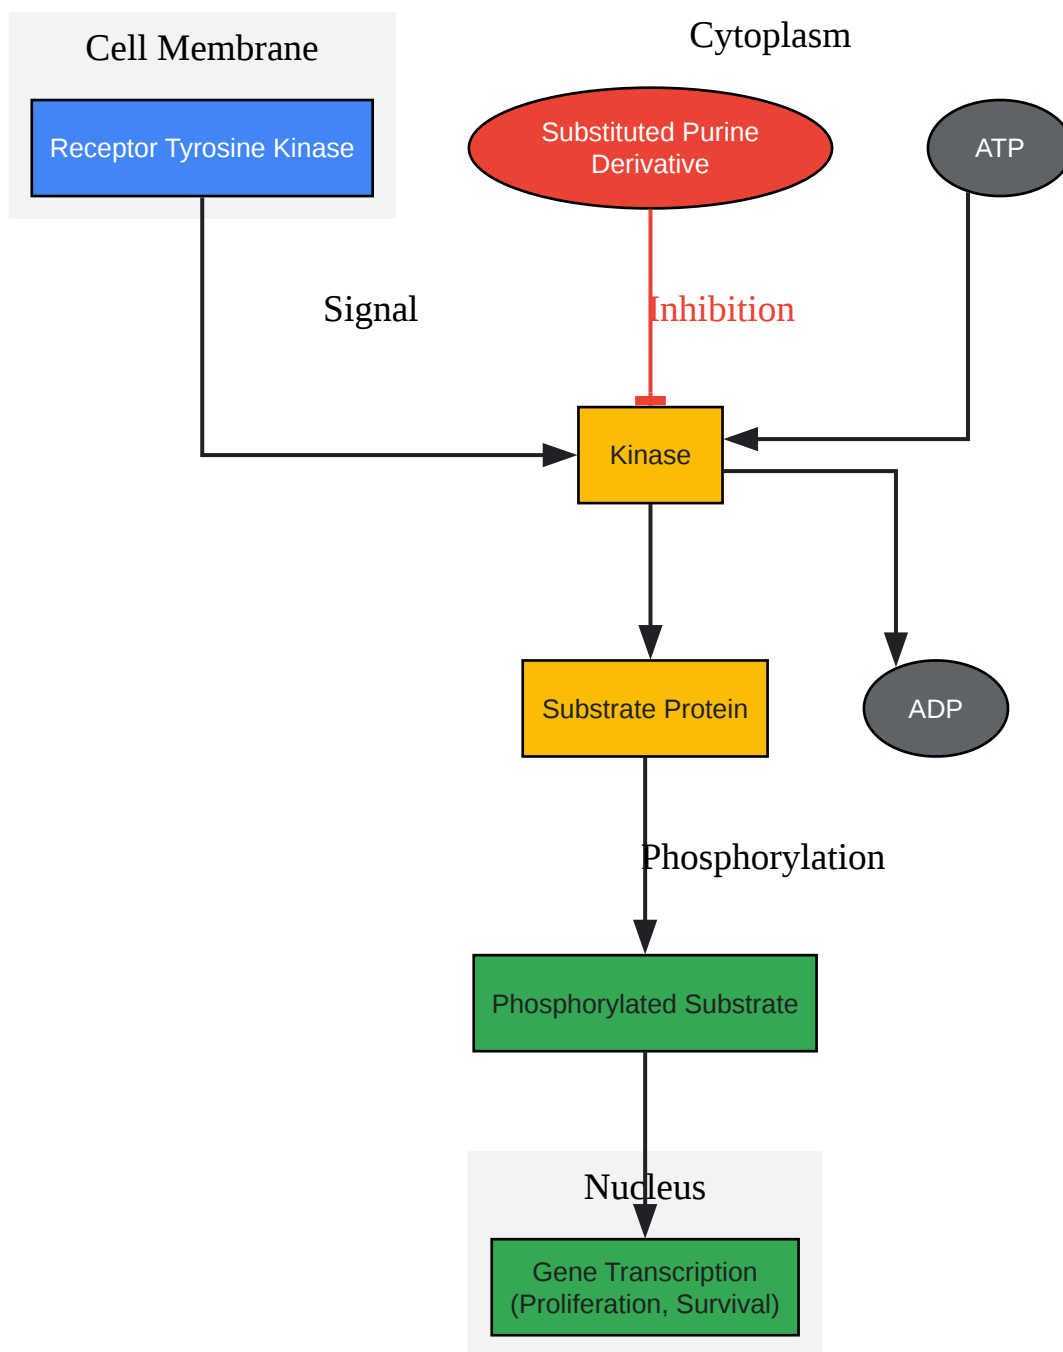 Cell Membrane
Cytoplasm
Receptor Tyrosine Kinase
Substituted Purine
Derivative
ATP
Signal
Inhibition
Kinase
Substrate Protein
ADP
Phosphorylation
Phosphorylated Substrate
Nucleus
Gene Transcription
(Proliferation, Survival)